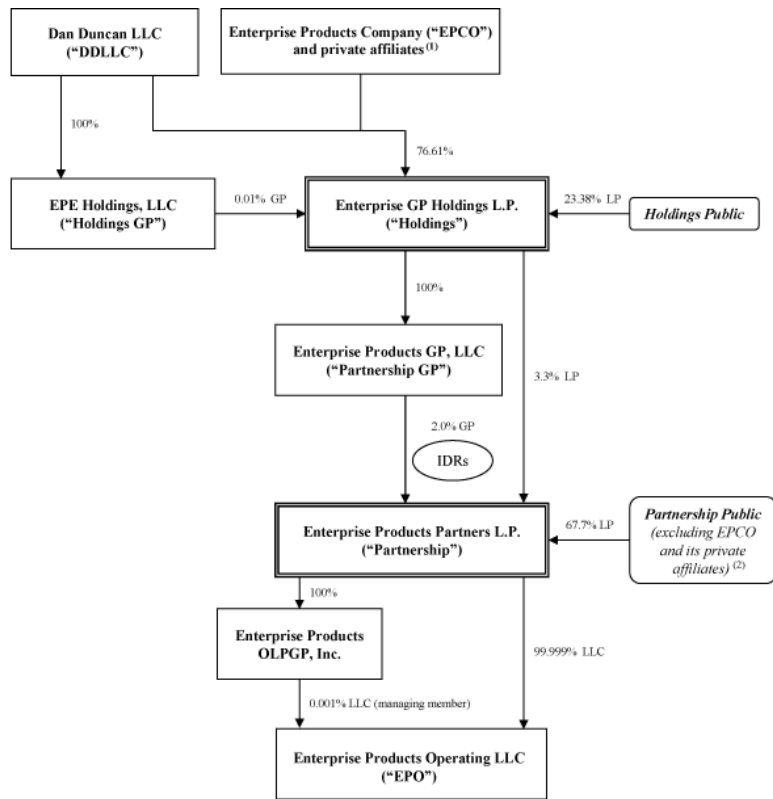 Dan Duncan LLC
(“DDLLC”)
Enterprise Products Company (“EPCO”)
and private affiliates(1)
100%
76.61%
EPE Holdings, LLC
(“Holdings GP”)
0.01% GP
Enterprise GP Holdings L.P.
(“Holdings”)
23.38% LP
Holdings Public
100%
Enterprise Products GP, LLC
(“Partnership GP”)
3.3% LP
2.0% GP
IDRs
Enterprise Products Partners L.P.
(“Partnership”)
67.7% LP
Partnership Public
(excluding EPCO
and its private
affiliates) (2)
100%
Enterprise Products
OLPGP, Inc.
99.999% LLC
0.001% LLC (managing member)
Enterprise Products Operating LLC
(“EPO”)